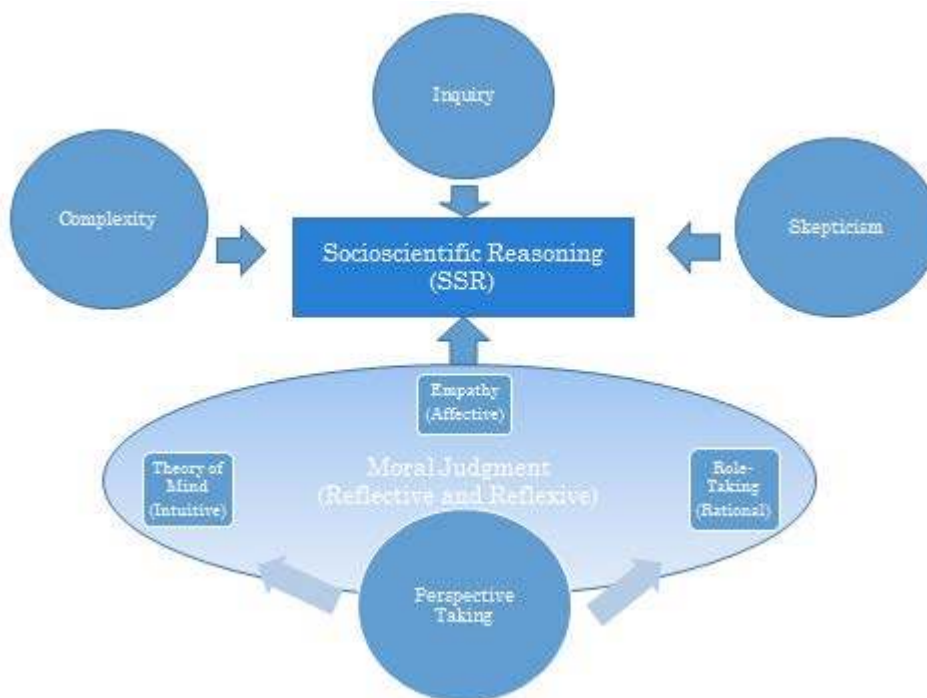 Inquiry
Complexity
Skepticism
Socioscientific Reasoning
(SSR)
Empathy
(Affective)
Moral Judgment
(Reflective and Reflexive)
Theory of
Mind
(Intuitive)
Role-
Taking
(Rational)
Perspective
Taking